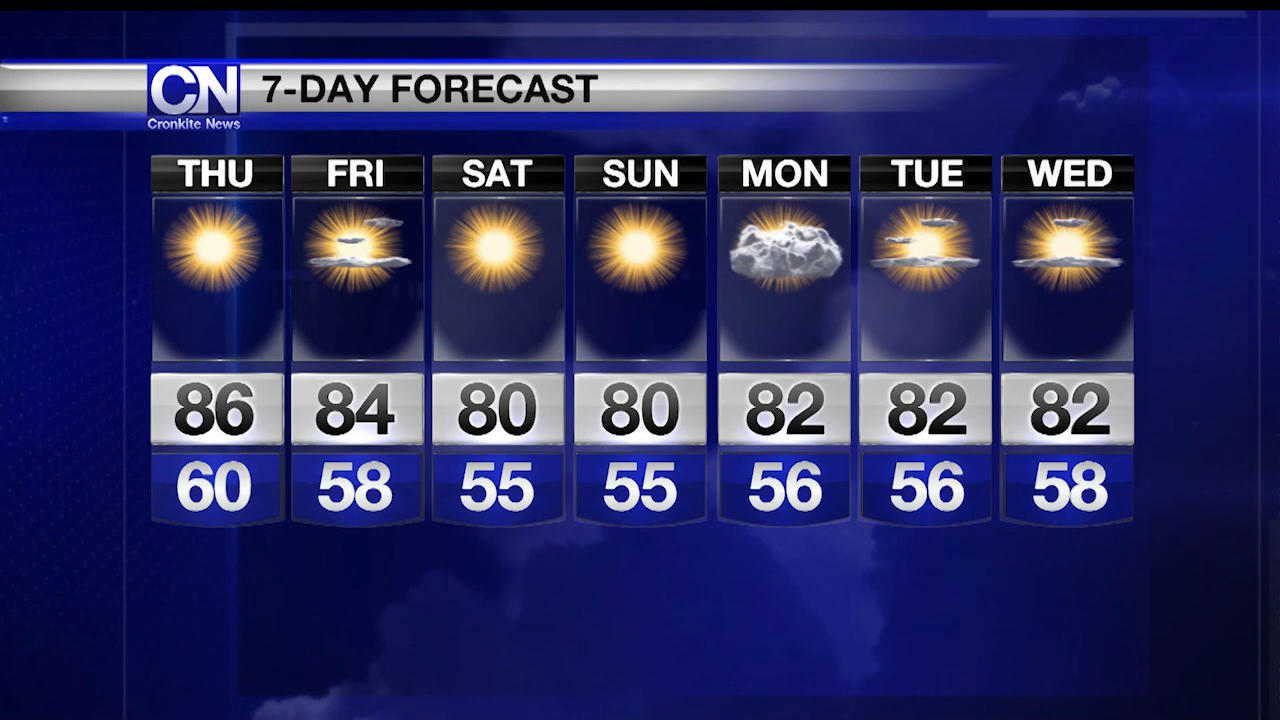 CN 7-DAY FORECAST
Cronkite News
THU FRI SAT SUN MON TUE WED
86 84 80 80 82 82 82
60 58 55 55 56 56 58